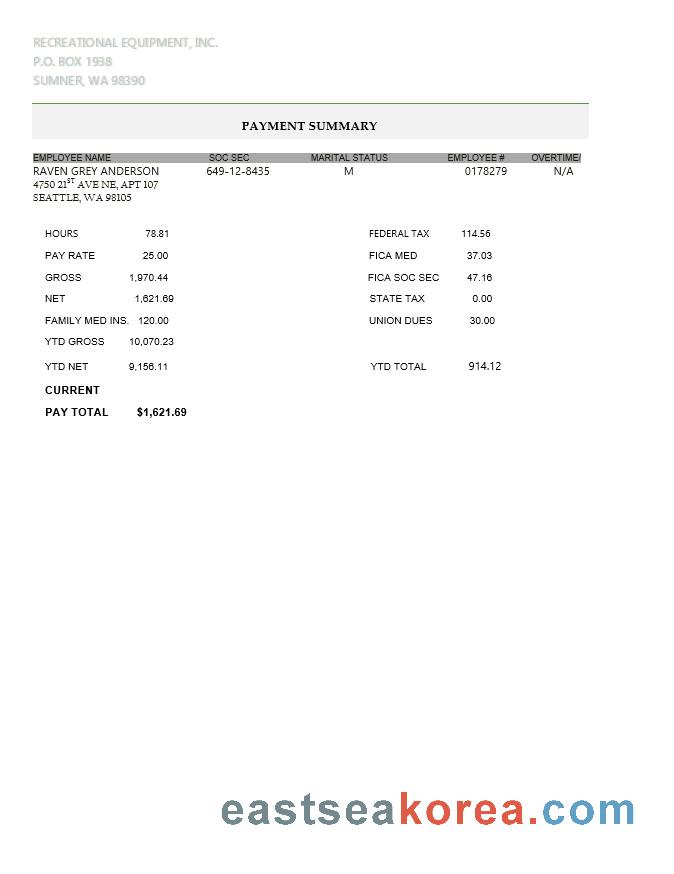 RECREATIONAL EQUIPMENT, INC.
P.O. BOX 1938
SUMNER, WA 98390
PAYMENT SUMMARY
EMPLOYEE NAME SOC SEC MARITAL STATUS EMPLOYEE # OVERTIME/
RAVEN GREY ANDERSON 649-12-8435 M 0178279 N/A
4750 21ST AVE NE, APT 107
SEATTLE, WA 98105
HOURS 78.81 FEDERAL TAX 114.56
PAY RATE 25.00 FICA MED 37.03
GROSS 1,970.44 FICA SOC SEC 47.16
NET 1,621.69 STATE TAX 0.00
FAMILY MED INS. 120.00 UNION DUES 30.00
YTD GROSS 10,070.23
YTD NET 9,156.11 YTD TOTAL 914.12
CURRENT
PAY TOTAL $1,621.69
eastseakorea.com